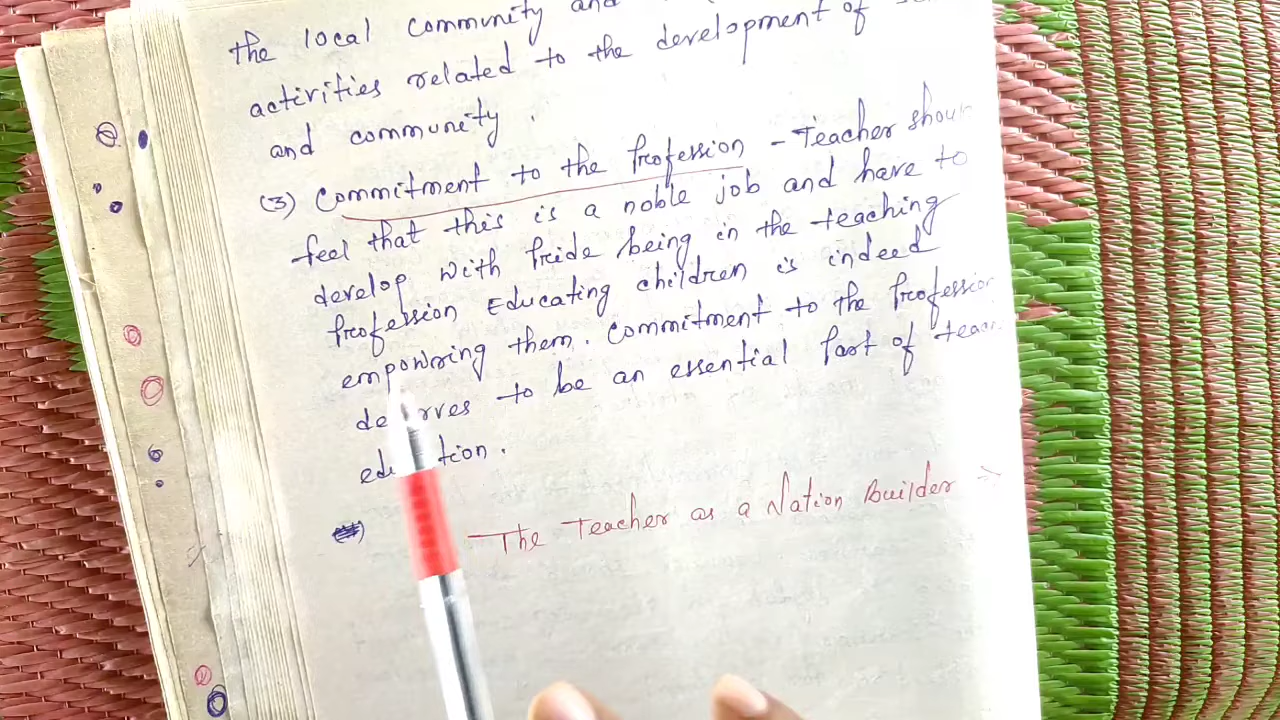 the local community and
activities related to the development of
and community.
(3) Commitment to the Profession - Teacher shou
feel that this is a noble job and have to
develop with Pride being in the teaching
Profession Educating children is indeed
empowring them. Commitment to the Profession
deserves to be an essential Part of teac
education.
The Teacher as a Nation Builder →